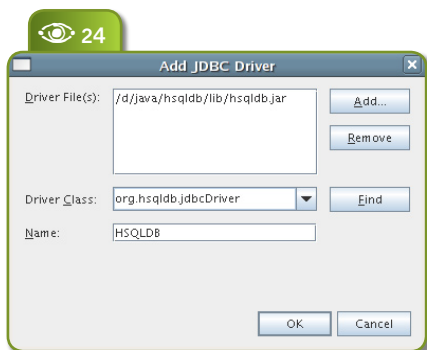 24
Add JDBC Driver
Driver File(s): /d/java/hsqldb/lib/hsqldb.jar Add...
Remove
Driver Class: org.hsqldb.jdbcDriver Find
Name: HSQLDB
OK Cancel